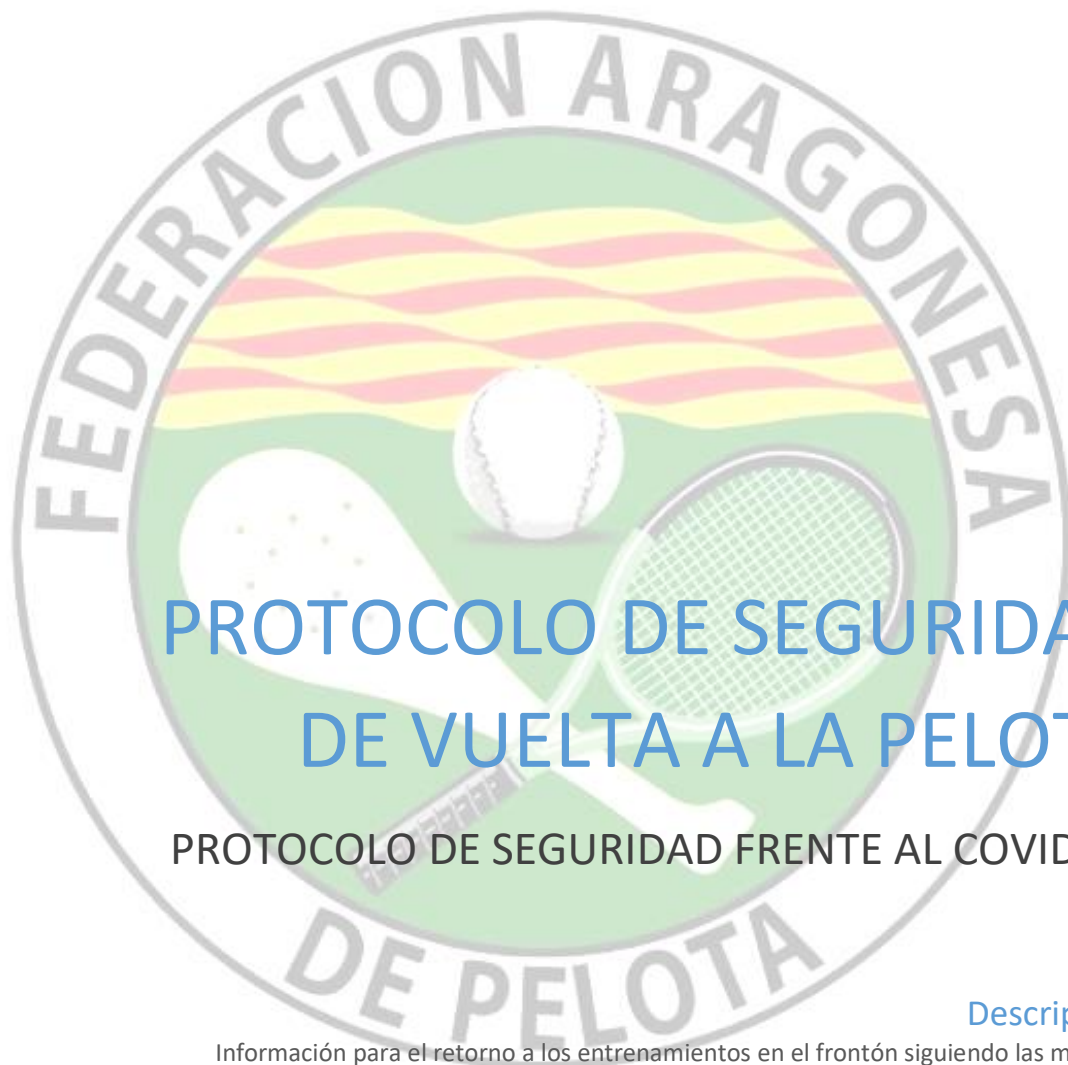 FEDERACION ARAGONESA
DE PELOTA
PROTOCOLO DE SEGURIDA
DE VUELTA A LA PELOT
PROTOCOLO DE SEGURIDAD FRENTE AL COVID
Descrip
Información para el retorno a los entrenamientos en el frontón siguiendo las m